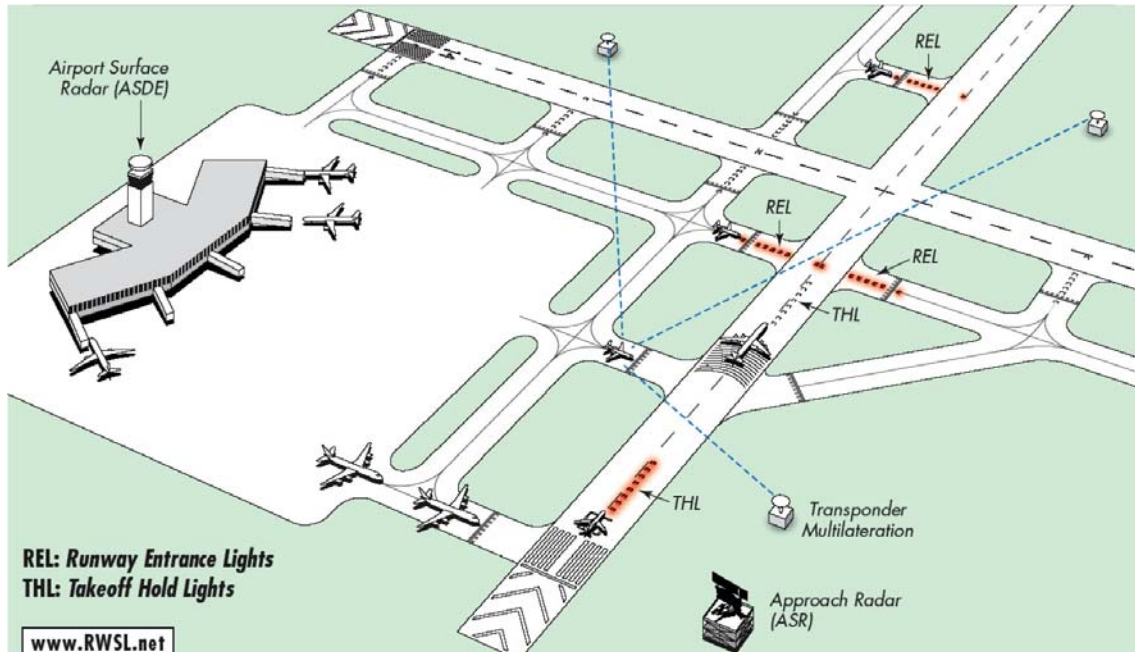 Airport Surface
Radar (ASDE)
REL
REL
REL
THL
THL
Transponder
Multilateration
Approach Radar
(ASR)
REL: Runway Entrance Lights
THL: Takeoff Hold Lights
www.RWSL.net